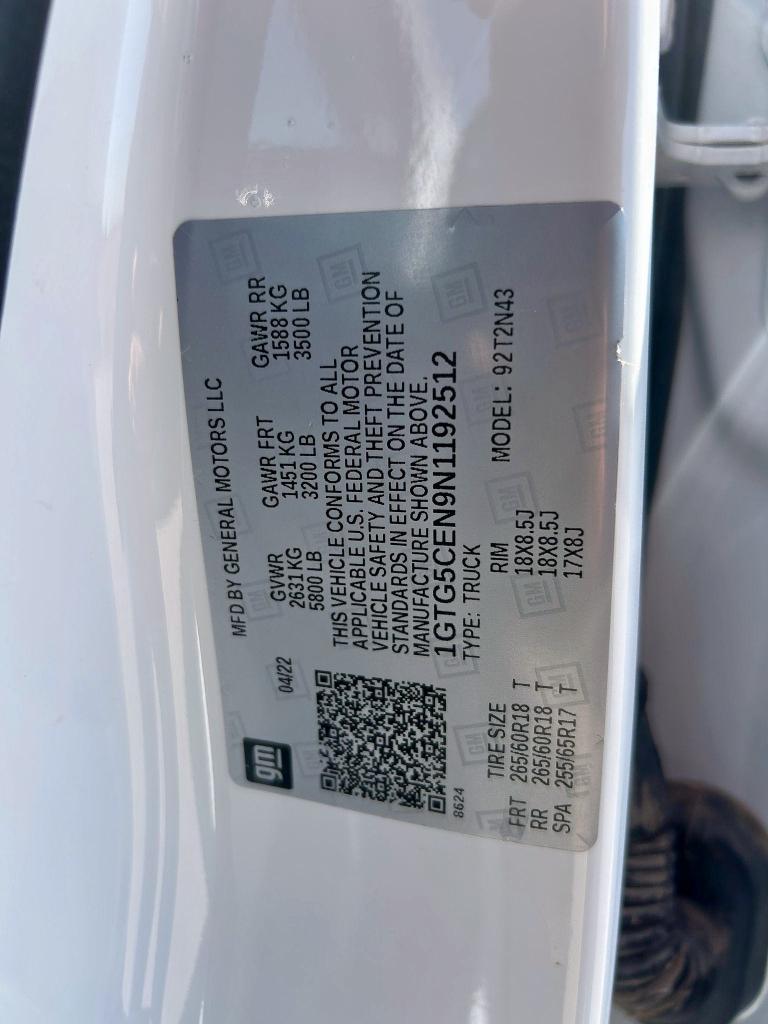 MFD BY GENERAL MOTORS LLC
gm
04/22
GVWR GAWR FRT GAWR RR
2631 KG 1451 KG 1588 KG
5800 LB 3200 LB 3500 LB
THIS VEHICLE CONFORMS TO ALL
APPLICABLE U.S. FEDERAL MOTOR
VEHICLE SAFETY AND THEFT PREVENTION
STANDARDS IN EFFECT ON THE DATE OF
MANUFACTURE SHOWN ABOVE.
1GTG5CEN9N1192512
8624
TYPE: TRUCK
MODEL: 92T2N43
TIRE SIZE RIM
FRT 265/60R18 T 18X8.5J
RR 265/60R18 T 18X8.5J
SPA 255/65R17 T 17X8J